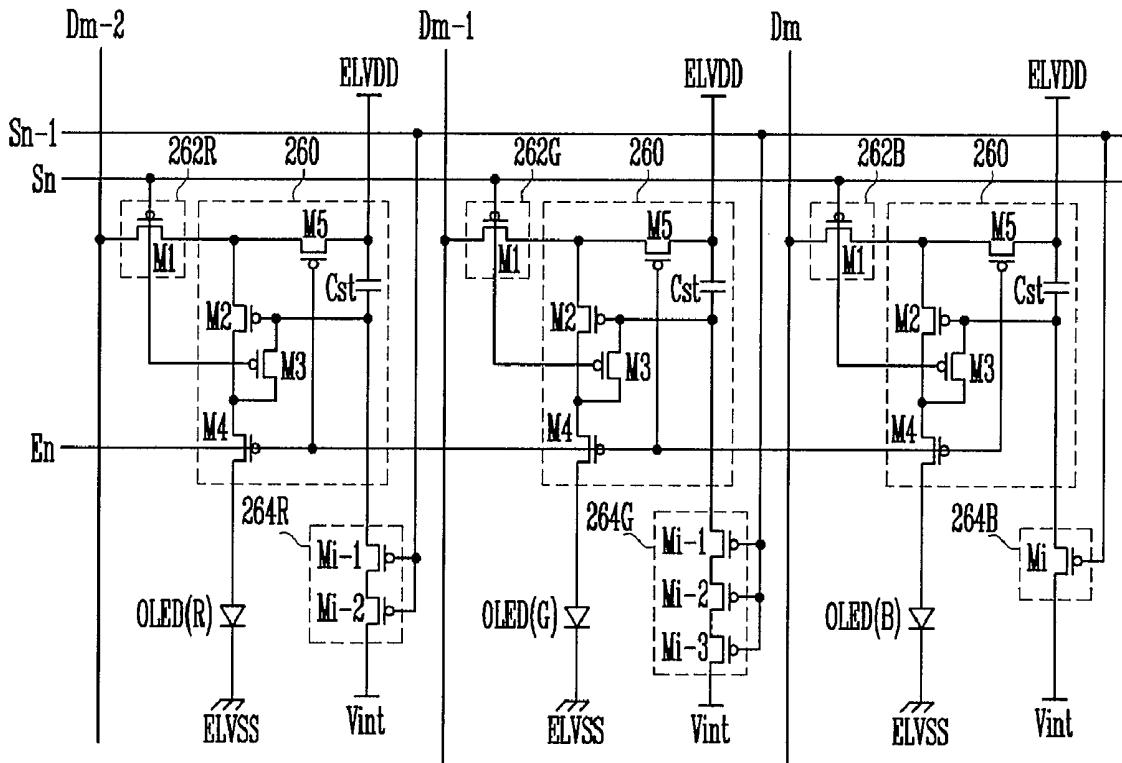 Dm-2 Dm-1 Dm
ELVDD ELVDD ELVDD
Sn-1
262R 260 262G 260 262B 260
Sn
M5 M5 M5
M1 M1 M1
Cst Cst Cst
M2 M2 M2
M3 M3 M3
M4 M4 M4
En
264R 264G 264B
Mi-1 Mi-1 Mi
Mi-2 Mi-2
OLED(R) OLED(G) OLED(B)
Mi-3
ELVSS Vint ELVSS Vint ELVSS Vint